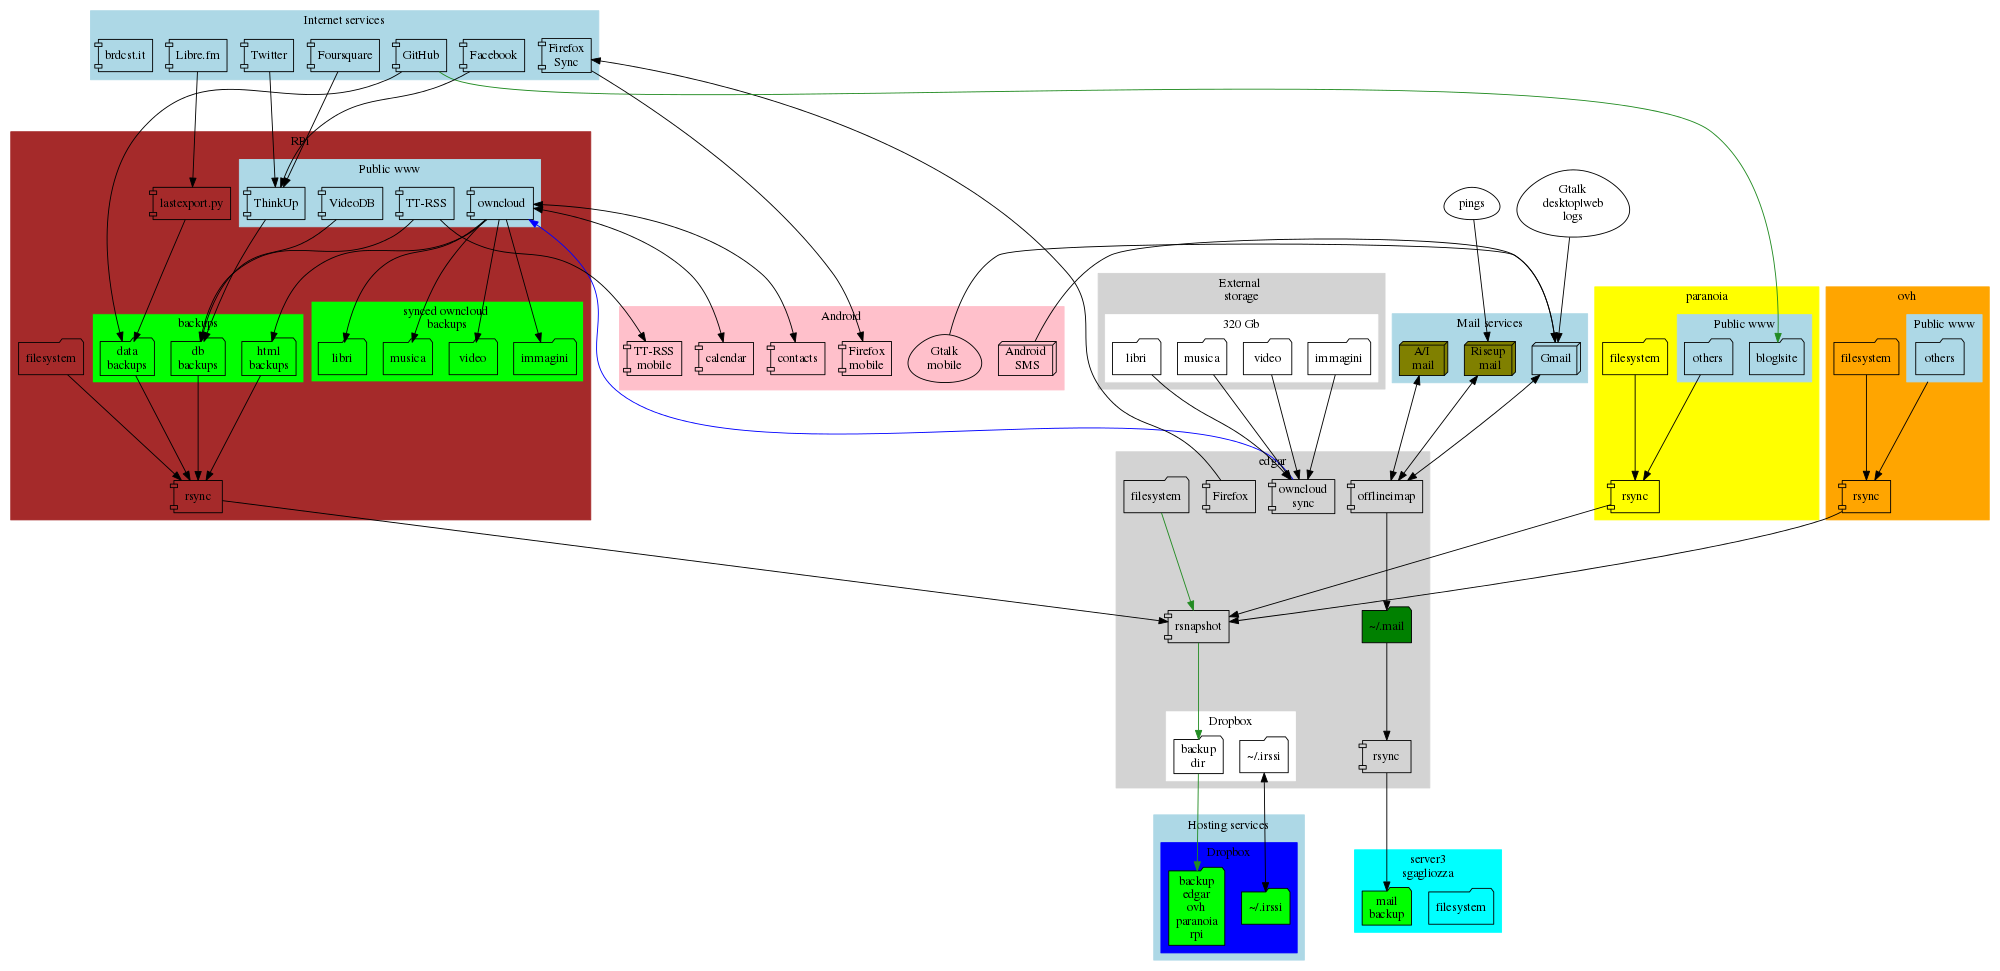 Internet services
brdcst.it
Libre.fm
Twitter
Foursquare
GitHub
Facebook
Firefox
Sync
RPi
Public www
lastexport.py
ThinkUp
VideoDB
TT-RSS
owncloud
pings
Gtalk
desktop|web
logs
filesystem
backups
data
backups
db
backups
html
backups
synced owncloud
backups
libri
musica
video
immagini
Android
TT-RSS
mobile
calendar
contacts
Firefox
mobile
Gtalk
mobile
Android
SMS
External
storage
320 Gb
libri
musica
video
immagini
Mail services
A/I
mail
Riseup
mail
Gmail
paranoia
filesystem
Public www
others
blog|site
ovh
filesystem
Public www
others
rsync
edgar
filesystem
Firefox
owncloud
sync
offlineimap
rsync
rsync
rsnapshot
~/.mail
Dropbox
backup
dir
~/.irssi
rsync
Hosting services
Dropbox
backup
edgar
ovh
paranoia
rpi
~/.irssi
server3
sgagliozza
mail
backup
filesystem